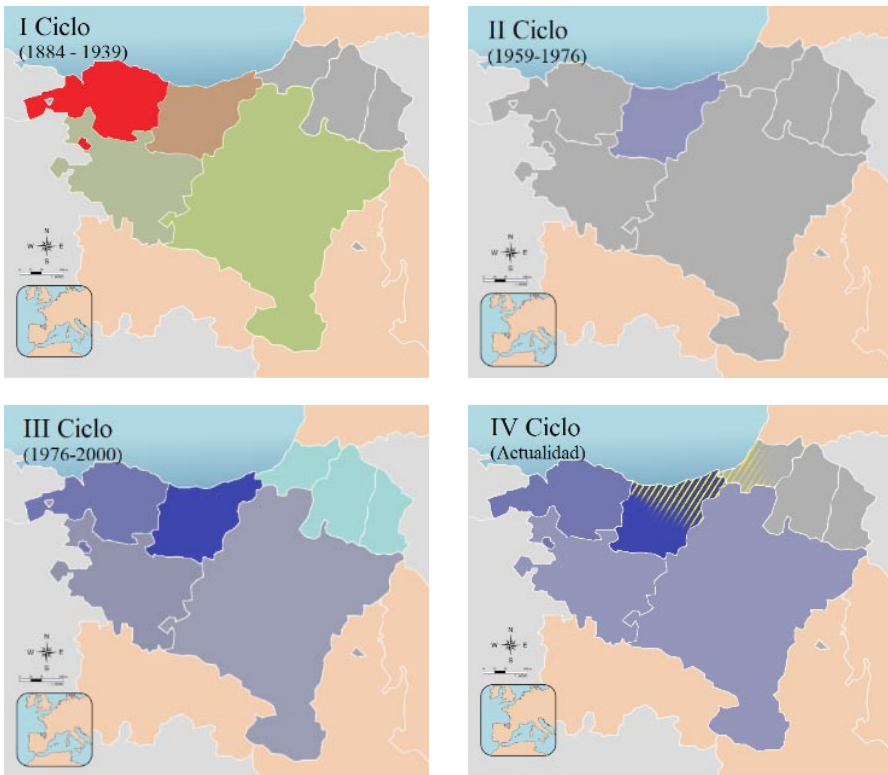 I Ciclo
(1884 - 1939)
N
W E
S
II Ciclo
(1959-1976)
N
W E
S
III Ciclo
(1976-2000)
N
W E
S
IV Ciclo
(Actualidad)
N
W E
S